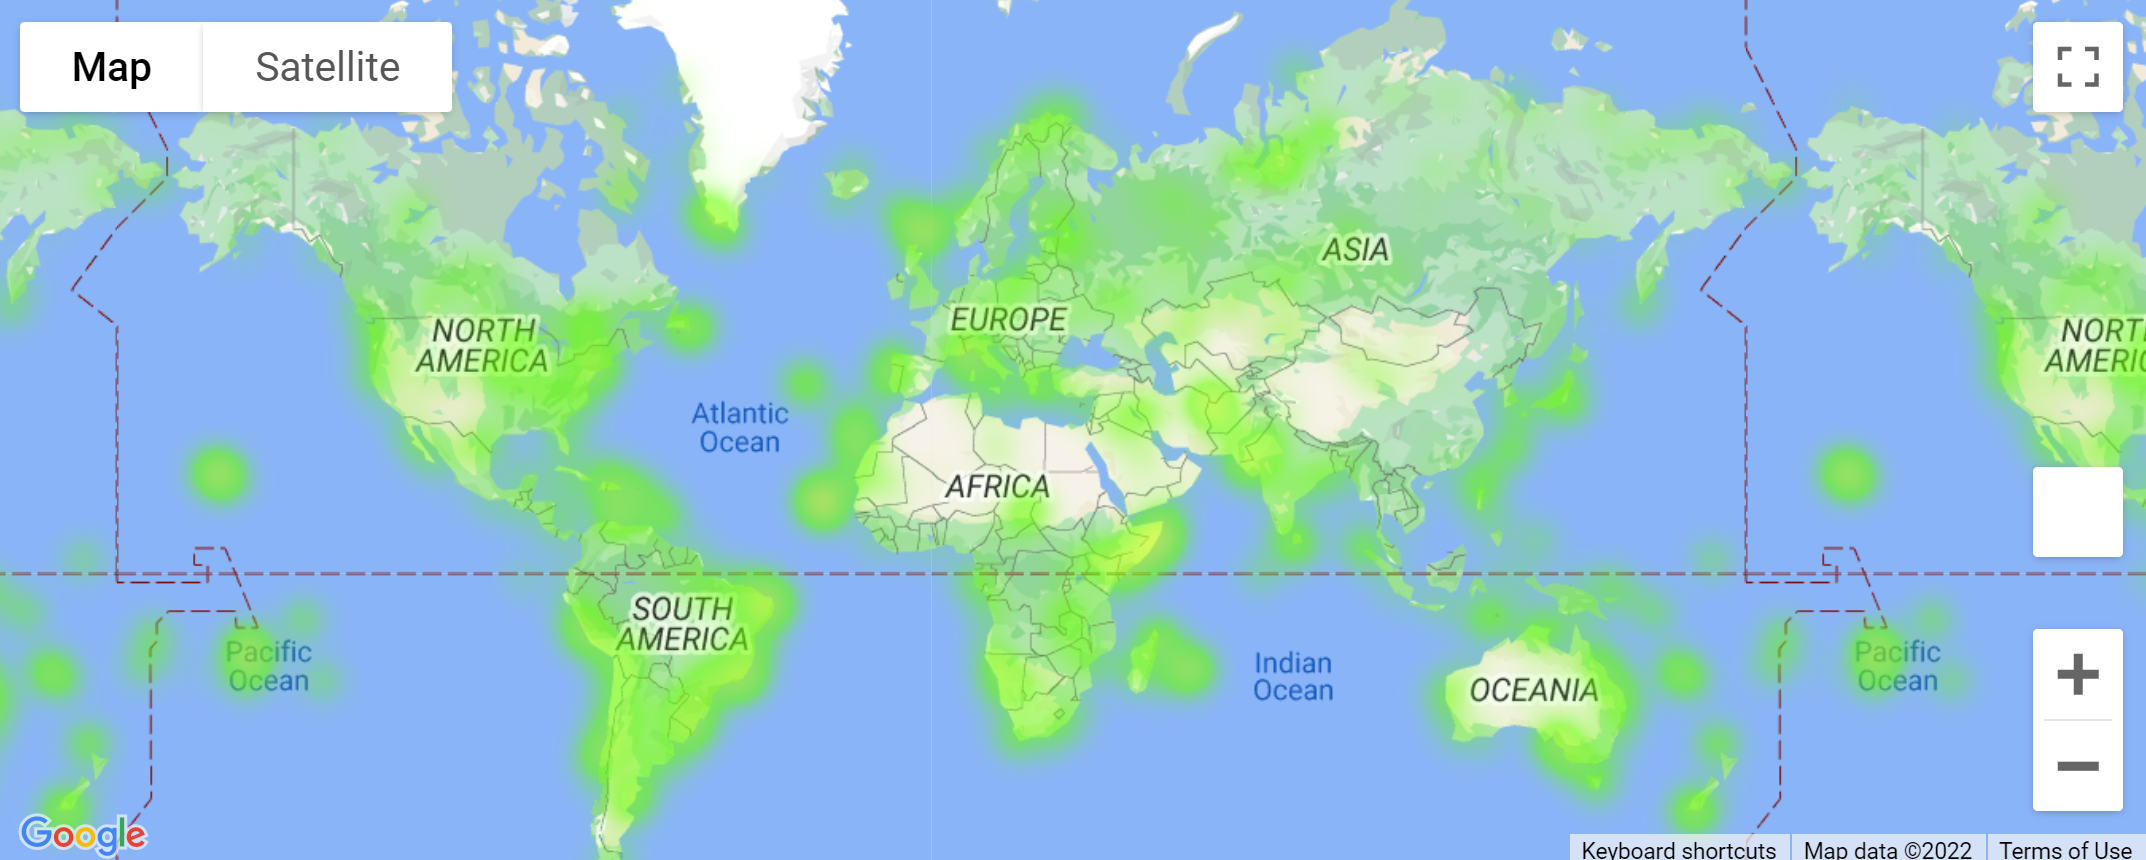 Map
Satellite
ASIA
EUROPE
NORTH
AMERICA
NORT
AMERIC
Atlantic
Ocean
AFRICA
SOUTH
AMERICA
Pacific
Ocean
Indian
Ocean
OCEANIA
Pacific
Ocean
Google
Keyboard shortcuts
Map data ©2022
Terms of Use